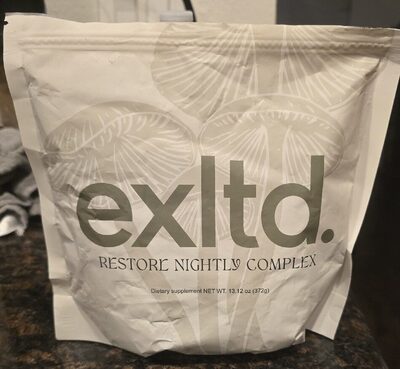 exltd.
RESTORE NIGHTLY COMPLEX
Dietary supplement NET WT. 13.12 oz (372g)